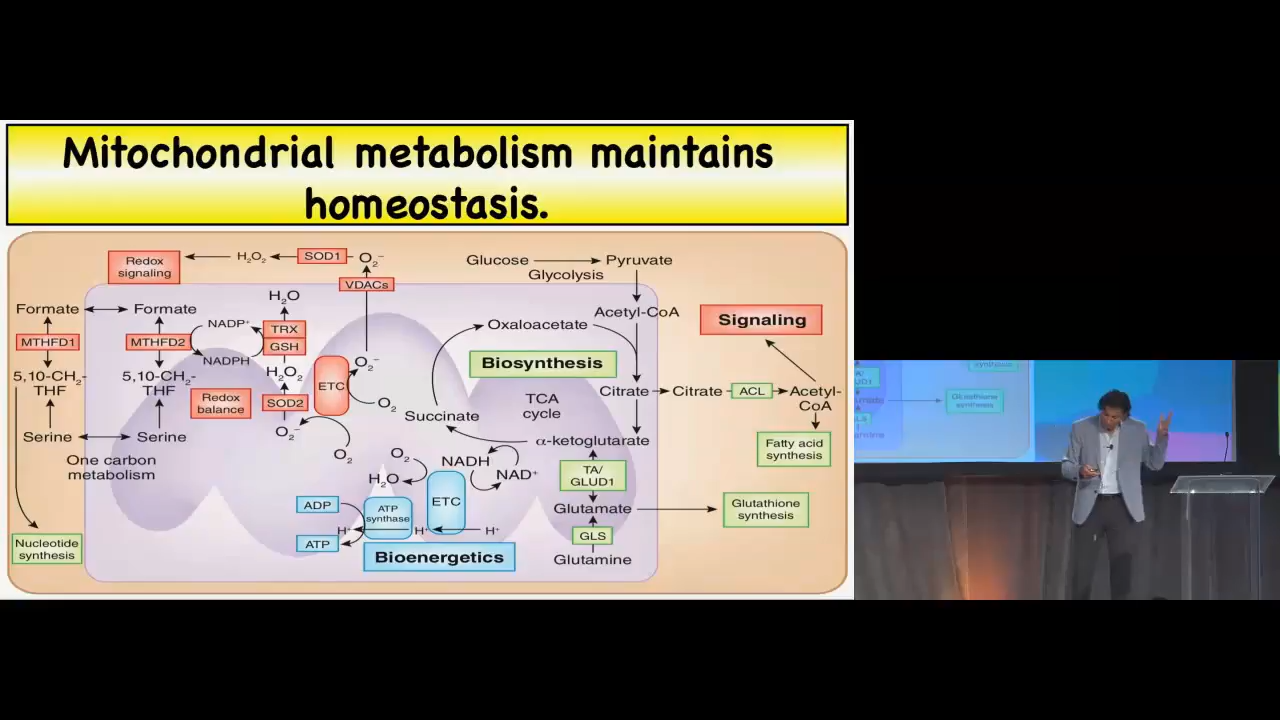 Mitochondrial metabolism maintains
homeostasis.
Redox
signaling
H₂O₂
SOD1
O₂⁻
VDACs
Glucose
Pyruvate
Glycolysis
Formate
Formate
NADP⁺
H₂O
TRX
GSH
MTHFD1
MTHFD2
NADPH
H₂O₂
5,10-CH₂-
THF
5,10-CH₂-
THF
Redox
balance
SOD2
ETC
O₂⁻
O₂
O₂⁻
O₂
Serine
Serine
One carbon
metabolism
Nucleotide
synthesis
Acetyl-CoA
Oxaloacetate
Biosynthesis
Citrate
Citrate
ACL
Acetyl-
CoA
Signaling
TCA
cycle
Succinate
α-ketoglutarate
Fatty acid
synthesis
O₂
NADH
H₂O
NAD⁺
TA/
GLUD1
ETC
ADP
ATP
synthase
H⁺
H⁺
H⁺
ATP
Bioenergetics
Glutamate
Glutathione
synthesis
GLS
Glutamine
synthesis
Glutathione
synthesis